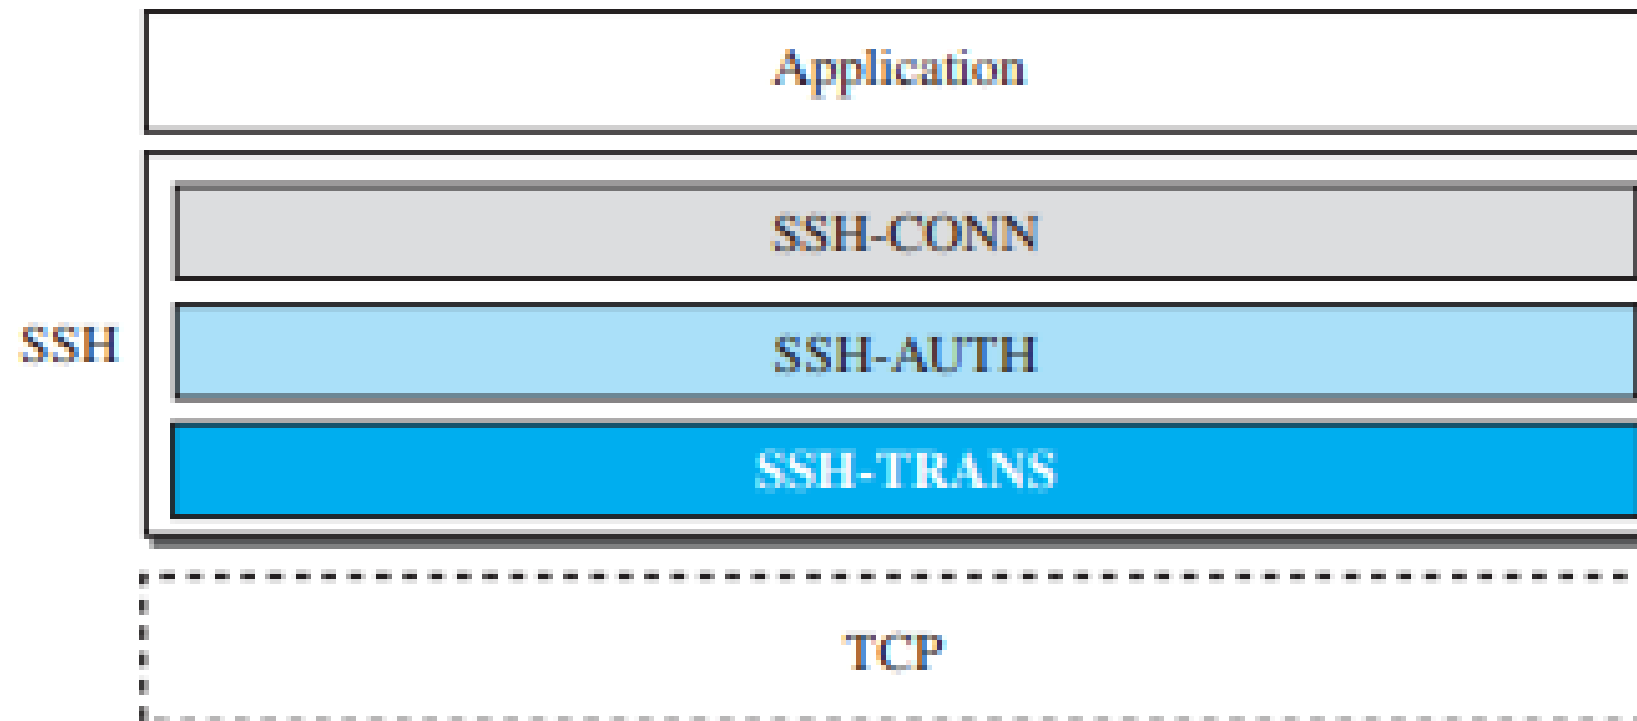 Application
SSH-CONN
SSH
SSH-AUTH
SSH-TRANS
TCP